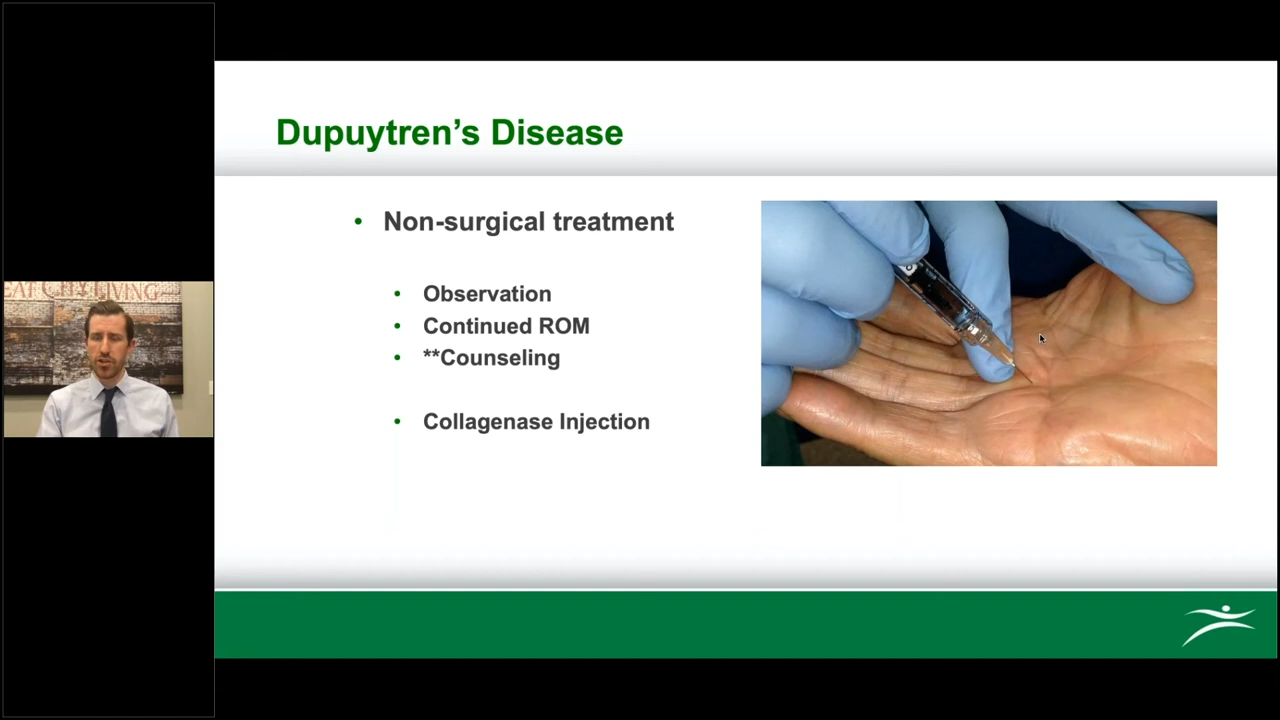 Dupuytren’s Disease
• Non-surgical treatment
• Observation
• Continued ROM
• **Counseling
• Collagenase Injection